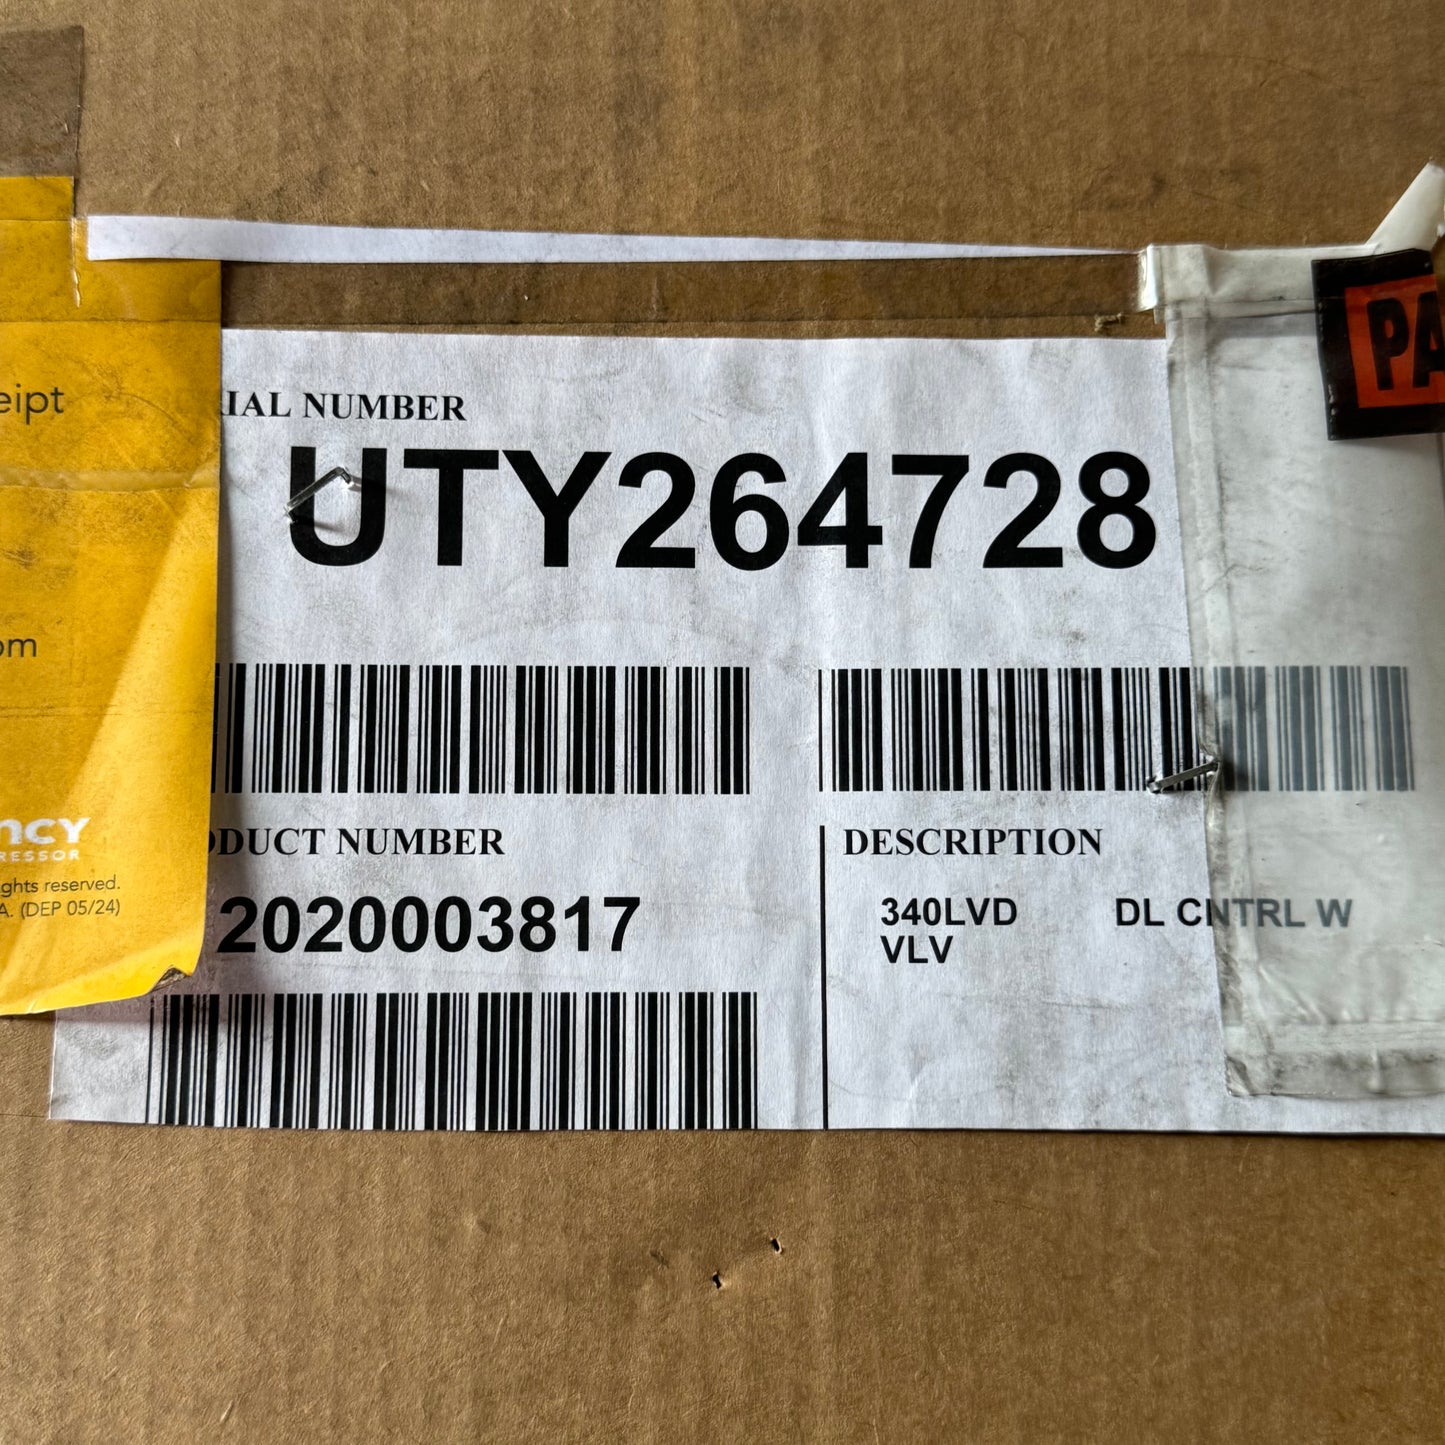 eipt
om
ncy
RESSOR
ghts reserved.
A. (DEP 05/24)
PA
IAL NUMBER
UTY264728
DUCT NUMBER
2020003817
DESCRIPTION
340LVD DL CNTRL W
VLV